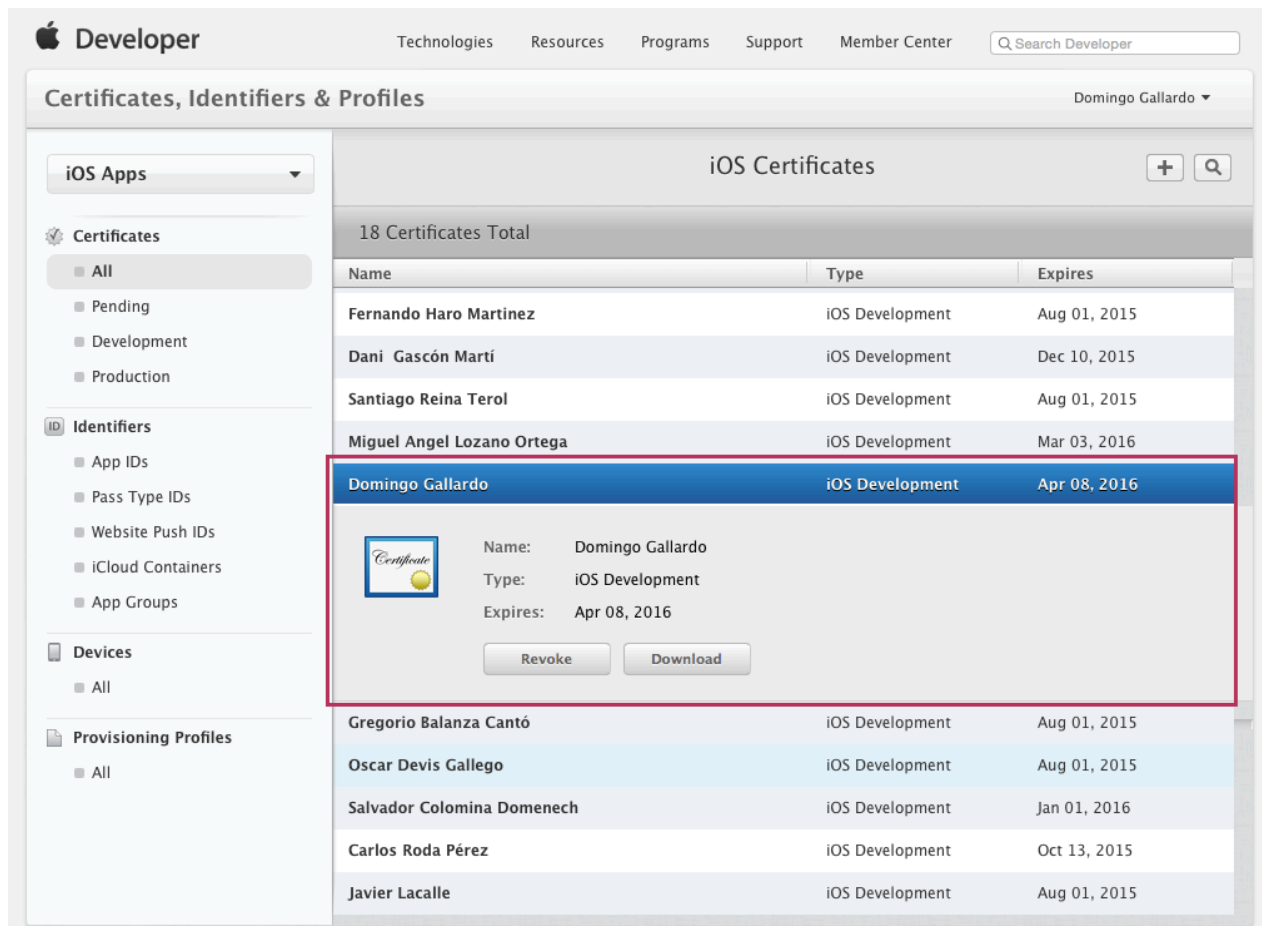 Developer
Technologies Resources Programs Support Member Center Search Developer
Certificates, Identifiers & Profiles Domingo Gallardo
iOS Apps
iOS Certificates
18 Certificates Total
Certificates
All
Pending
Development
Production
ID Identifiers
App IDs
Pass Type IDs
Website Push IDs
iCloud Containers
App Groups
Devices
All
Provisioning Profiles
All
Name Type Expires
Fernando Haro Martinez iOS Development Aug 01, 2015
Dani Gascón Martí iOS Development Dec 10, 2015
Santiago Reina Terol iOS Development Aug 01, 2015
Miguel Angel Lozano Ortega iOS Development Mar 03, 2016
Domingo Gallardo iOS Development Apr 08, 2016
Certificate
Name: Domingo Gallardo
Type: iOS Development
Expires: Apr 08, 2016
Revoke Download
Gregorio Balanza Cantó iOS Development Aug 01, 2015
Oscar Devis Gallego iOS Development Aug 01, 2015
Salvador Colomina Domenech iOS Development Jan 01, 2016
Carlos Roda Pérez iOS Development Oct 13, 2015
Javier Lacalle iOS Development Aug 01, 2015